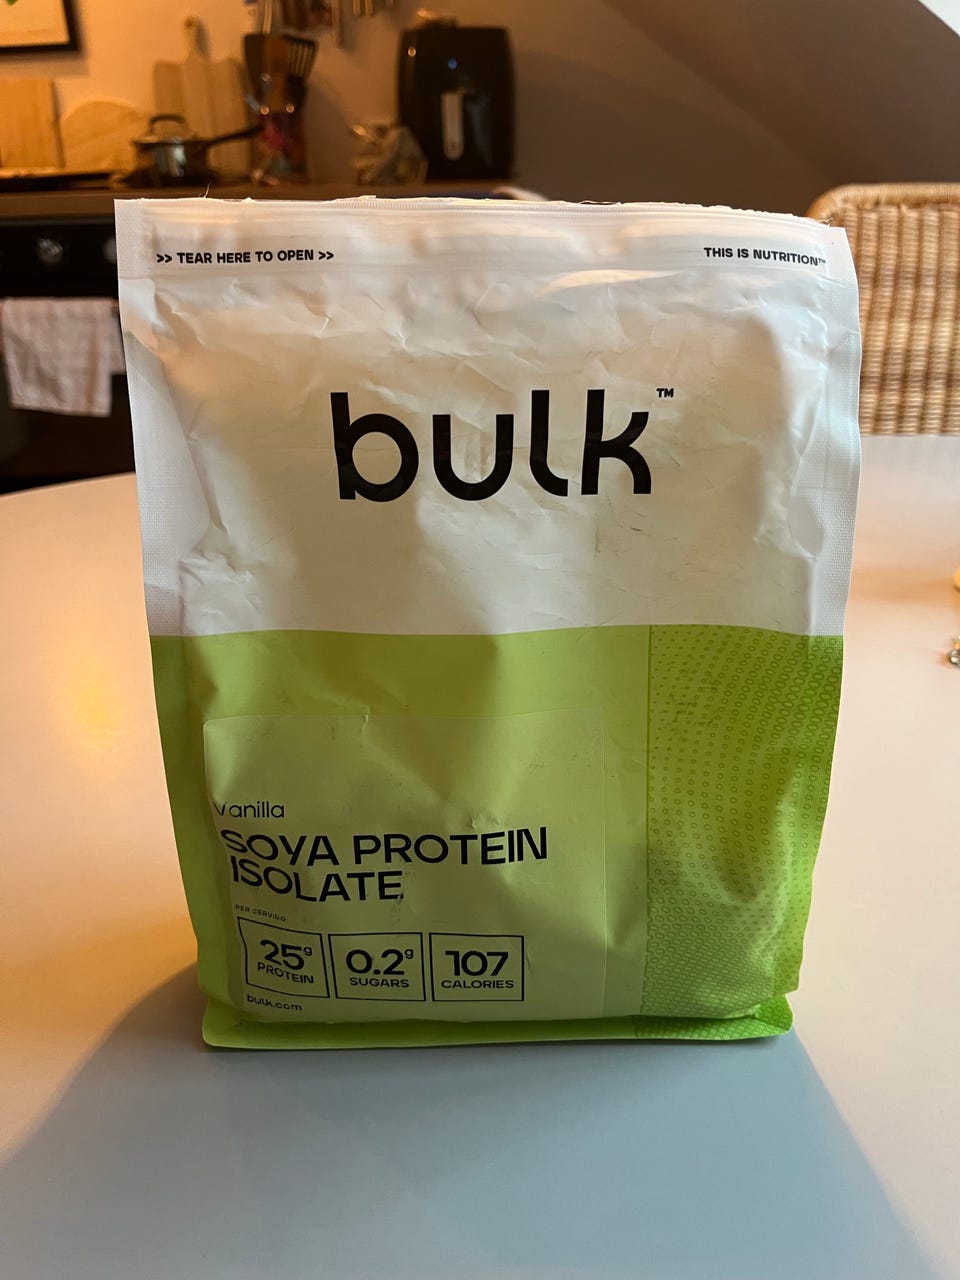 >> TEAR HERE TO OPEN >>
THIS IS NUTRITION™
bulk™
Vanilla
SOYA PROTEIN
ISOLATE
PER SERVING:
25g
PROTEIN
0.2g
SUGARS
107
CALORIES
bulk.com